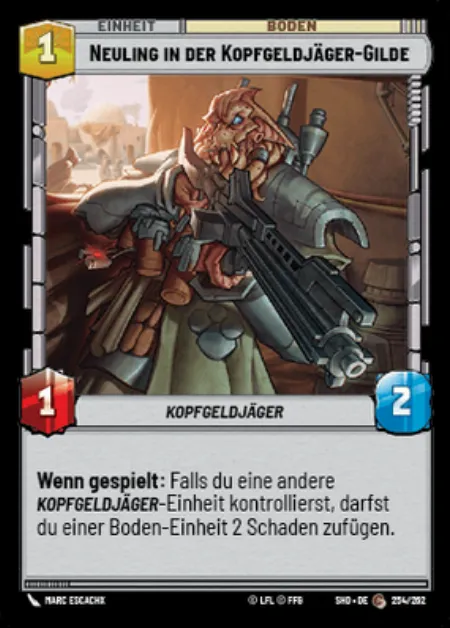 EINHEIT
BODEN
1
NEULING IN DER KOPFGELDJÄGER-GILDE
1
KOPFGELDJÄGER
2
Wenn gespielt: Falls du eine andere
KOPFGELDJÄGER-Einheit kontrollierst, darfst
du einer Boden-Einheit 2 Schaden zufügen.
MARC ESCACHX
© LFL © FFG
SHD • DE
254/262